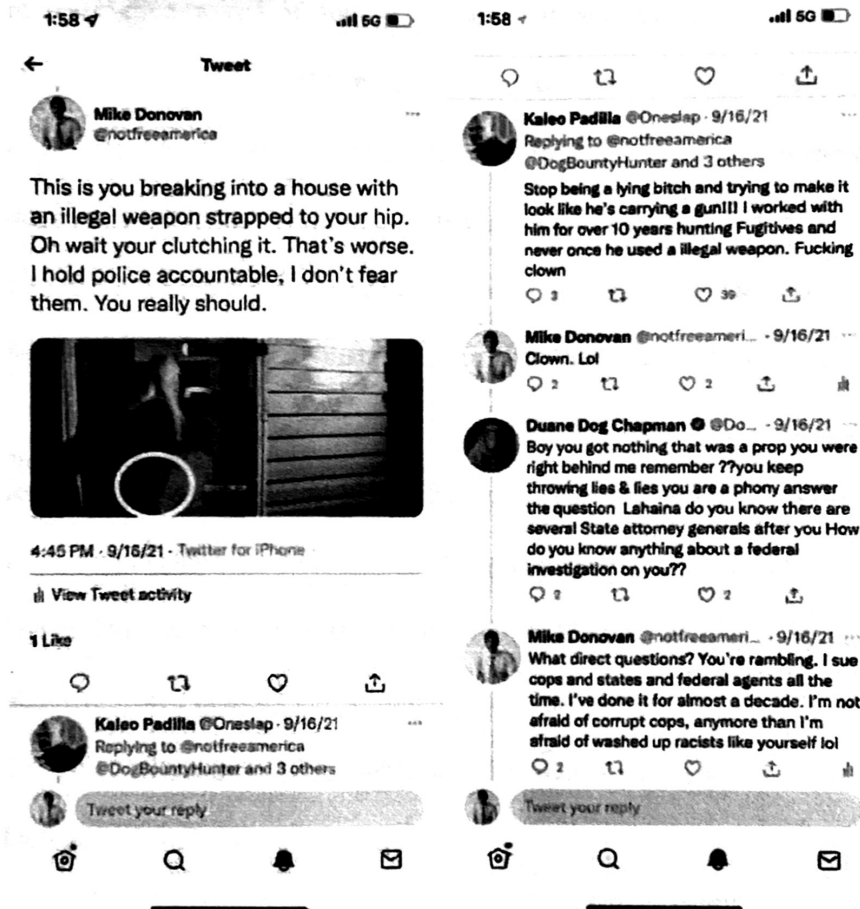 1:58
5G
Tweet
Mike Donovan
@notfreeamerica
This is you breaking into a house with
an illegal weapon strapped to your hip.
Oh wait your clutching it. That's worse.
I hold police accountable, I don't fear
them. You really should.
4:45 PM · 9/16/21 · Twitter for iPhone
View Tweet activity
1 Like
Kaleo Padilla @Oneslap · 9/16/21
Replying to @notfreeamerica
@DogBountyHunter and 3 others
Tweet your reply
1:58
5G
Kaleo Padilla @Oneslap · 9/16/21
Replying to @notfreeamerica
@DogBountyHunter and 3 others
Stop being a lying bitch and trying to make it
look like he's carrying a gun!!! I worked with
him for over 10 years hunting Fugitives and
never once he used a illegal weapon. Fucking
clown
3 39
Mike Donovan @notfreeameri... · 9/16/21
Clown. Lol
2 2
Duane Dog Chapman @Do... · 9/16/21
Boy you got nothing that was a prop you were
right behind me remember ??you keep
throwing lies & lies you are a phony answer
the question Lahaina do you know there are
several State attorney generals after you How
do you know anything about a federal
investigation on you??
2 2
Mike Donovan @notfreeameri... · 9/16/21
What direct questions? You're rambling. I sue
cops and states and federal agents all the
time. I've done it for almost a decade. I'm not
afraid of corrupt cops, anymore than I'm
afraid of washed up racists like yourself lol
2
Tweet your reply